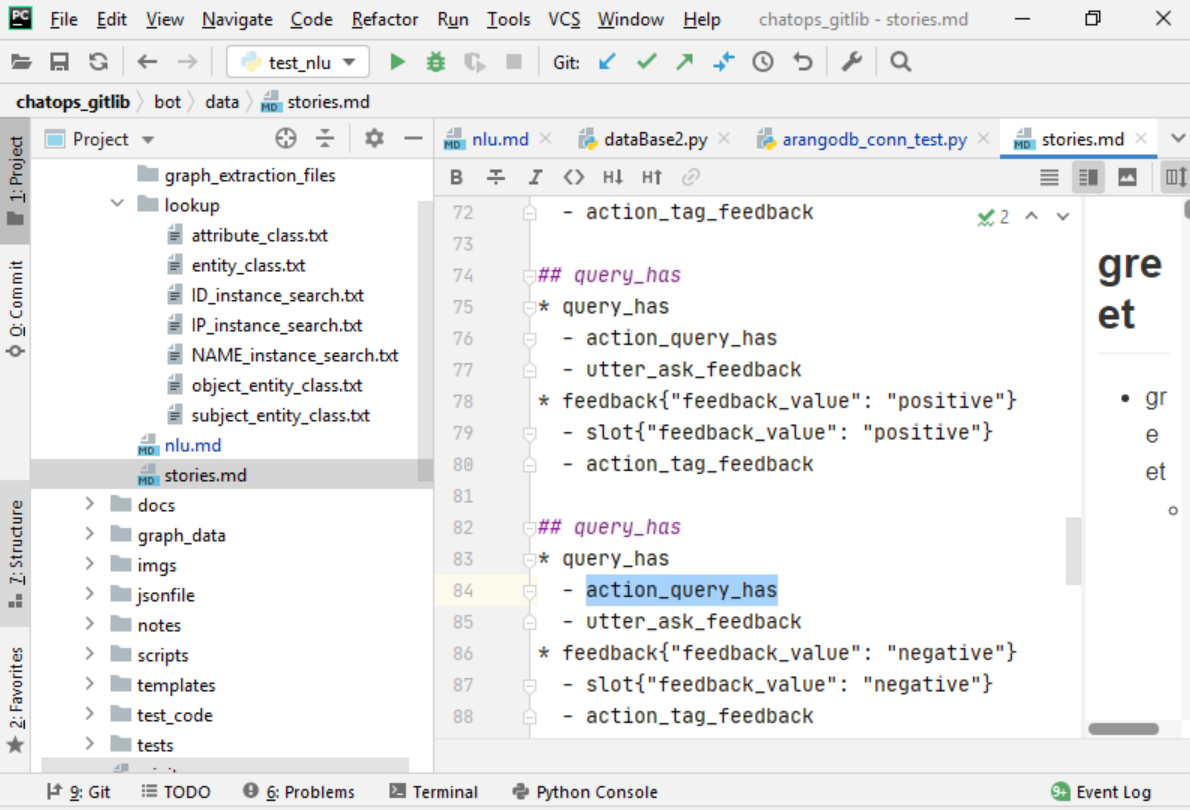 PC File Edit View Navigate Code Refactor Run Tools VCS Window Help chatops_gitlib - stories.md
test_nlu Git:
chatops_gitlib bot data stories.md
1: Project
0: Commit
7: Structure
2: Favorites
Project
graph_extraction_files
lookup
attribute_class.txt
entity_class.txt
ID_instance_search.txt
IP_instance_search.txt
NAME_instance_search.txt
object_entity_class.txt
subject_entity_class.txt
MD nlu.md
MD stories.md
docs
graph_data
imgs
jsonfile
notes
scripts
templates
test_code
tests
MD nlu.md dataBase2.py arangodb_conn_test.py MD stories.md
B I <> H↓ H↑
72 - action_tag_feedback
2
73
74 ## query_has
75 * query_has
76 - action_query_has
77 - utter_ask_feedback
78 * feedback{"feedback_value": "positive"}
79 - slot{"feedback_value": "positive"}
80 - action_tag_feedback
81
82 ## query_has
83 * query_has
84 - action_query_has
85 - utter_ask_feedback
86 * feedback{"feedback_value": "negative"}
87 - slot{"feedback_value": "negative"}
88 - action_tag_feedback
gre
et
• gr
e
et
9: Git TODO 6: Problems Terminal Python Console 9+ Event Log